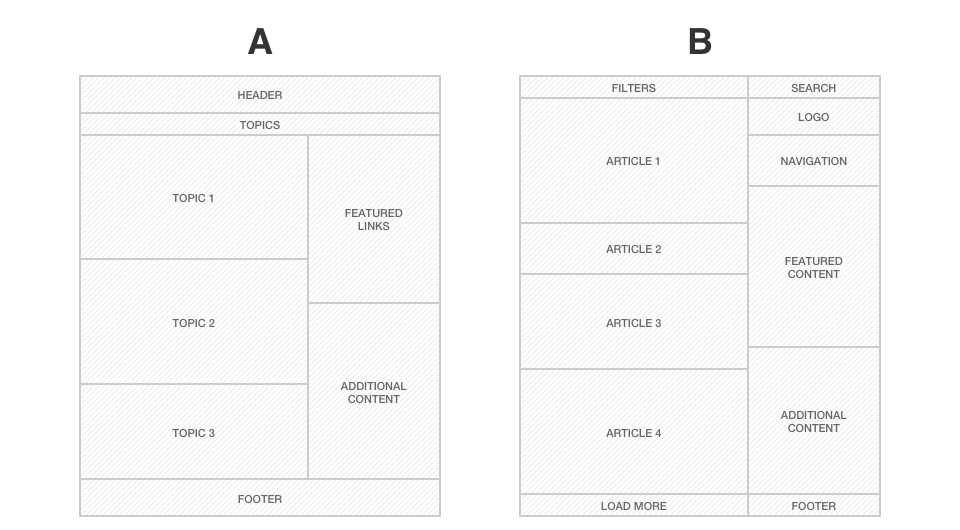 A
HEADER
TOPICS
TOPIC 1
TOPIC 2
TOPIC 3
FEATURED
LINKS
ADDITIONAL
CONTENT
FOOTER
B
FILTERS
ARTICLE 1
ARTICLE 2
ARTICLE 3
ARTICLE 4
LOAD MORE
SEARCH
LOGO
NAVIGATION
FEATURED
CONTENT
ADDITIONAL
CONTENT
FOOTER